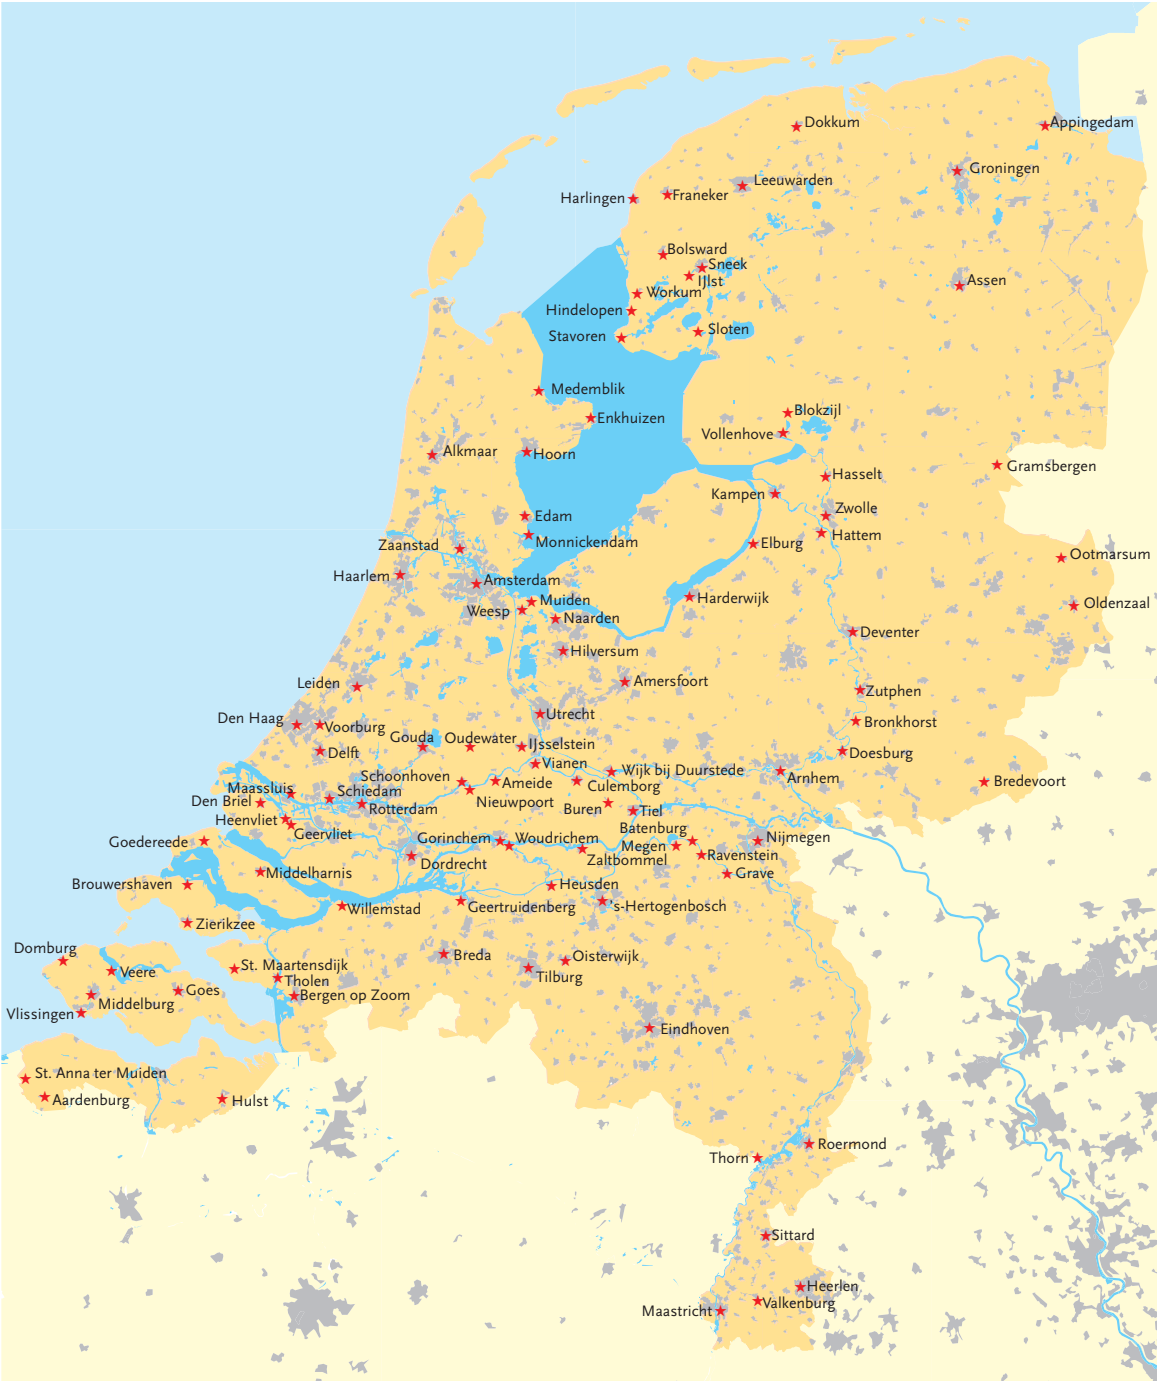 Dokkum
Appingedam
Groningen
Leeuwarden
Franeker
Harlingen
Bolsward
Sneek
IJlst
Assen
Workum
Hindelopen
Sloten
Stavoren
Medemblik
Blokzijl
Enkhuizen
Vollenhove
Alkmaar
Hoorn
Gramsbergen
Hasselt
Kampen
Zwolle
Edam
Hattem
Monnickendam
Elburg
Zaanstad
Ootmarsum
Haarlem
Amsterdam
Muiden
Harderwijk
Oldenzaal
Weesp
Naarden
Deventer
Hilversum
Leiden
Amersfoort
Zutphen
Utrecht
Den Haag
Voorburg
Bronkhorst
Gouda
Oudewater
IJsselstein
Delft
Doesburg
Vianen
Wijk bij Duurstede
Schoonhoven
Ameide
Culemborg
Arnhem
Bredevoort
Maassluis
Schiedam
Den Briel
Rotterdam
Nieuwpoort
Buren
Tiel
Heenvliet
Geervliet
Batenburg
Goedereede
Gorinchem
Woudrichem
Megen
Nijmegen
Zaltbommel
Ravenstein
Dordrecht
Middelharnis
Grave
Brouwershaven
Heusden
Willemstad
Geertruidenberg
's-Hertogenbosch
Zierikzee
Domburg
Breda
Oisterwijk
St. Maartensdijk
Veere
Tilburg
Tholen
Goes
Bergen op Zoom
Middelburg
Vlissingen
Eindhoven
St. Anna ter Muiden
Aardenburg
Hulst
Roermond
Thorn
Sittard
Heerlen
Valkenburg
Maastricht